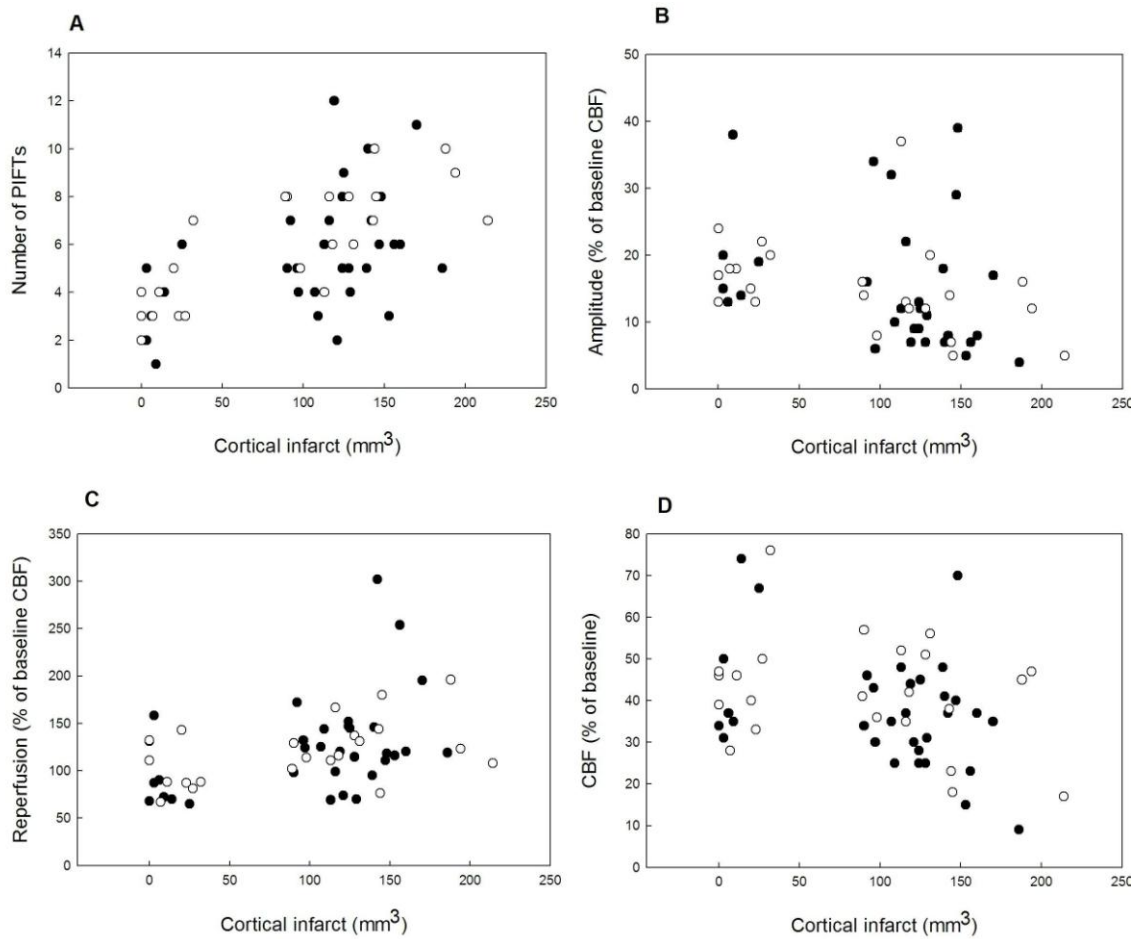 A
Number of PIFTs
14
12
10
8
6
4
2
0
0 50 100 150 200 250
Cortical infarct (mm³)
B
Amplitude (% of baseline CBF)
50
40
30
20
10
0
0 50 100 150 200 250
Cortical infarct (mm³)
C
Reperfusion (% of baseline CBF)
350
300
250
200
150
100
50
0
0 50 100 150 200 250
Cortical infarct (mm³)
D
CBF (% of baseline)
80
70
60
50
40
30
20
10
0
0 50 100 150 200 250
Cortical infarct (mm³)